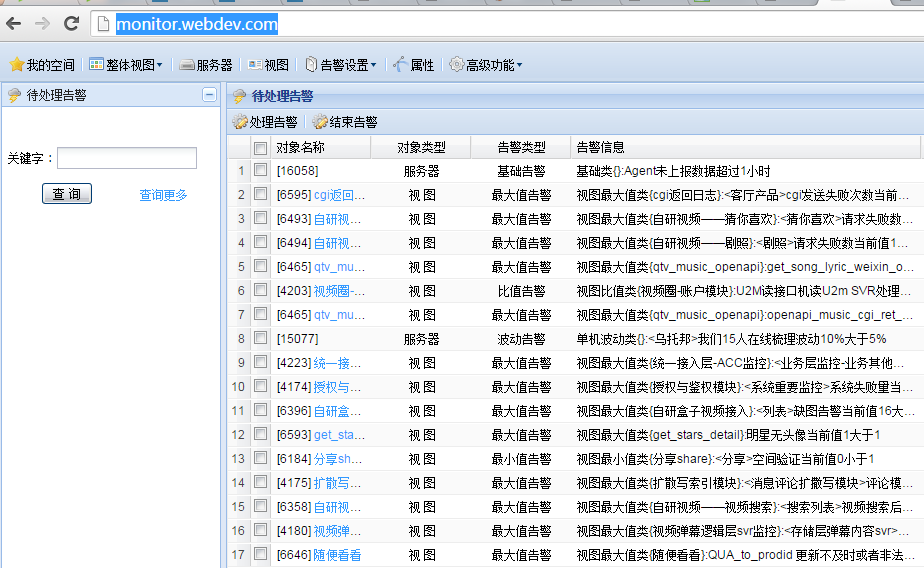 monitor.webdev.com
我的空间 整体视图 服务器 视图 告警设置 属性 高级功能
待处理告警
关键字：
查 询 查询更多
待处理告警
处理告警 结束告警
对象名称 对象类型 告警类型 告警信息
1 [16058] 服务器 基础告警 基础类{}:Agent未上报数据超过1小时
2 [6595] cgi返回... 视 图 最大值告警 视图最大值类{cgi返回日志}:<客厅产品>cgi发送失败次数当前...
3 [6493] 自研视... 视 图 最大值告警 视图最大值类{自研视频——猜你喜欢}:<猜你喜欢>请求失败数...
4 [6494] 自研视... 视 图 最大值告警 视图最大值类{自研视频——剧照}:<剧照>请求失败数当前值1...
5 [6465] qtv_mu... 视 图 最大值告警 视图最大值类{qtv_music_openapi}:get_song_lyric_weixin_o...
6 [4203] 视频圈-... 视 图 比值告警 视图比值类{视频圈-账户模块}:U2M读接口机读U2m SVR处理...
7 [6465] qtv_mu... 视 图 最大值告警 视图最大值类{qtv_music_openapi}:openapi_music_cgi_ret_...
8 [15077] 服务器 波动告警 单机波动类{}:<乌托邦>我们15人在线梳理波动10%大于5%
9 [4223] 统一接... 视 图 最大值告警 视图最大值类{统一接入层-ACC监控}:<业务层监控-业务其他...
10 [4174] 授权与... 视 图 最大值告警 视图最大值类{授权与鉴权模块}:<系统重要监控>系统失败量当...
11 [6396] 自研盒... 视 图 最大值告警 视图最大值类{自研盒子视频接入}:<列表>缺图告警当前值16大...
12 [6593] get_sta... 视 图 最大值告警 视图最大值类{get_stars_detail}:明星无头像当前值1大于1
13 [6184] 分享sh... 视 图 最小值告警 视图最小值类{分享share}:<分享>空间验证当前值0小于1
14 [4175] 扩散写... 视 图 最大值告警 视图最大值类{扩散写索引模块}:<消息评论扩撒写模块>评论模...
15 [6358] 自研视... 视 图 最大值告警 视图最大值类{自研视频——视频搜索}:<搜索列表>视频搜索后...
16 [4180] 视频弹... 视 图 最大值告警 视图最大值类{视频弹幕逻辑层svr监控}:<存储层弹幕内容svr>...
17 [6646] 随便看看 视 图 最大值告警 视图最大值类{随便看看}:QUA_to_prodid 更新不及时或者非法...